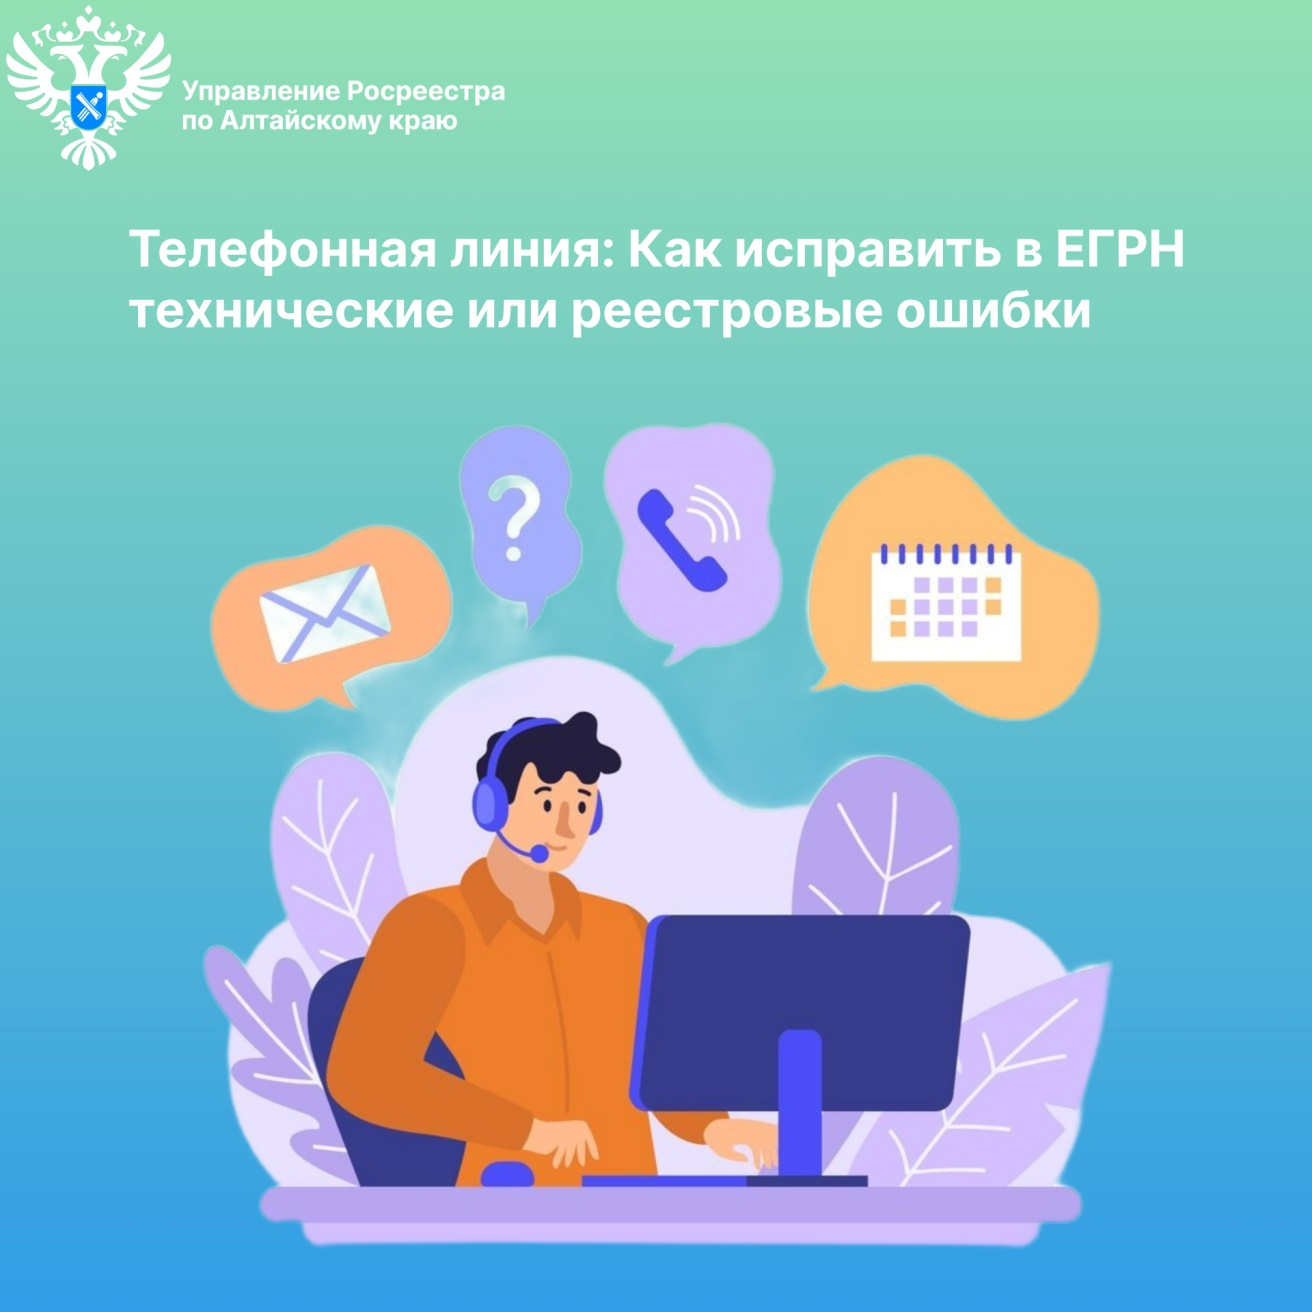 Управление Росреестра
по Алтайскому краю
Телефонная линия: Как исправить в ЕГРН
технические или реестровые ошибки
?